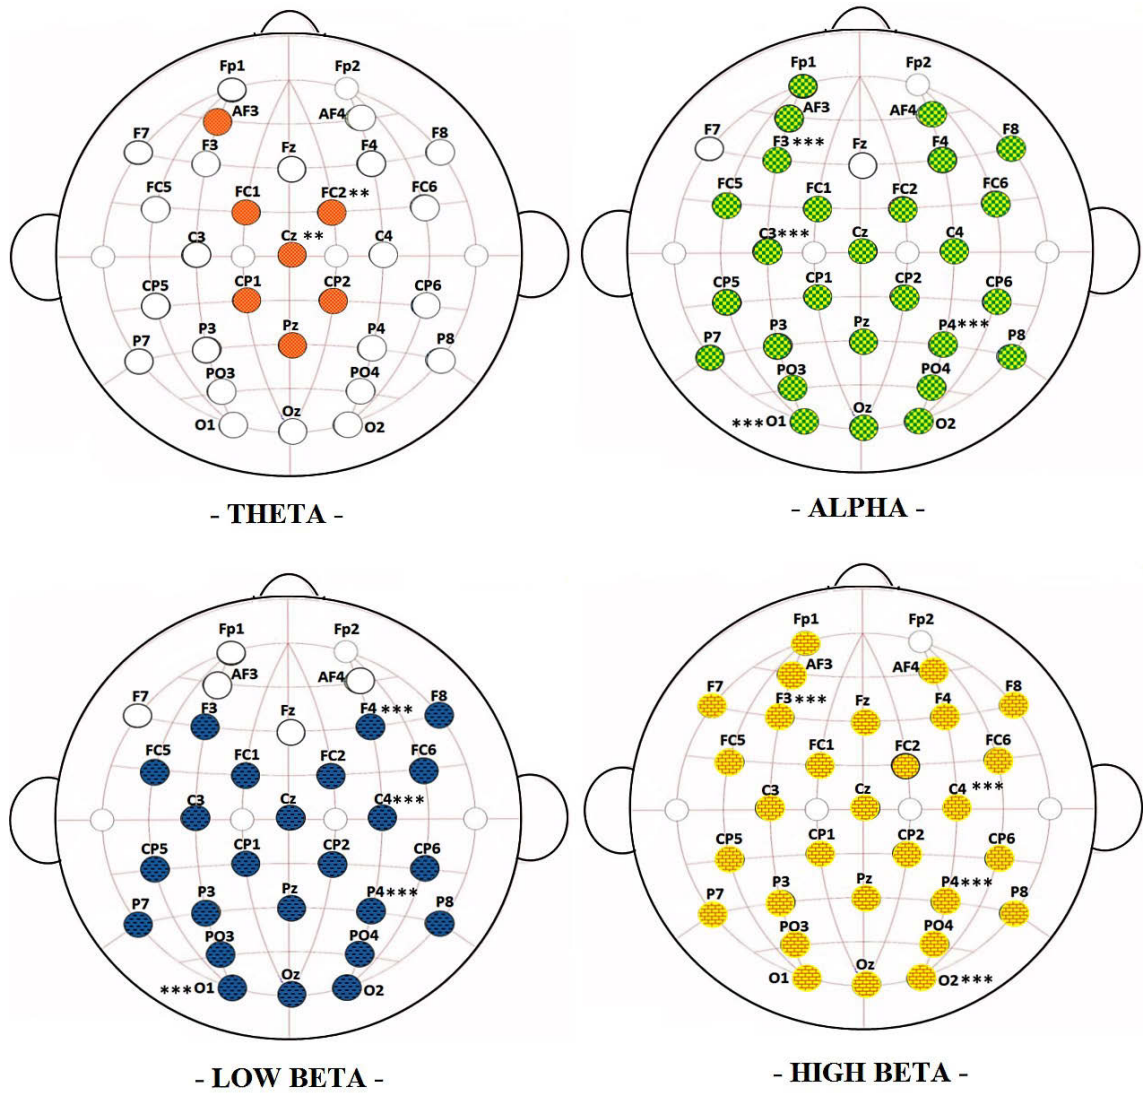 Fp1 Fp2
AF3 AF4
F7 F3 Fz F4 F8
FC5 FC1 FC2** FC6
C3 Cz ** C4
CP5 CP1 CP2 CP6
P7 P3 Pz P4 P8
PO3 PO4
O1 Oz O2
- THETA -
Fp1 Fp2
AF3 AF4
F7 F3*** Fz F4 F8
FC5 FC1 FC2 FC6
C3*** Cz C4
CP5 CP1 CP2 CP6
P7 P3 Pz P4*** P8
PO3 PO4
***O1 Oz O2
- ALPHA -
Fp1 Fp2
AF3 AF4
F7 F3 Fz F4 *** F8
FC5 FC1 FC2 FC6
C3 Cz C4***
CP5 CP1 CP2 CP6
P7 P3 Pz P4*** P8
PO3 PO4
***O1 Oz O2
- LOW BETA -
Fp1 Fp2
AF3 AF4
F7 F3*** Fz F4 F8
FC5 FC1 FC2 FC6
C3 Cz C4 ***
CP5 CP1 CP2 CP6
P7 P3 Pz P4*** P8
PO3 PO4
O1 Oz O2***
- HIGH BETA -